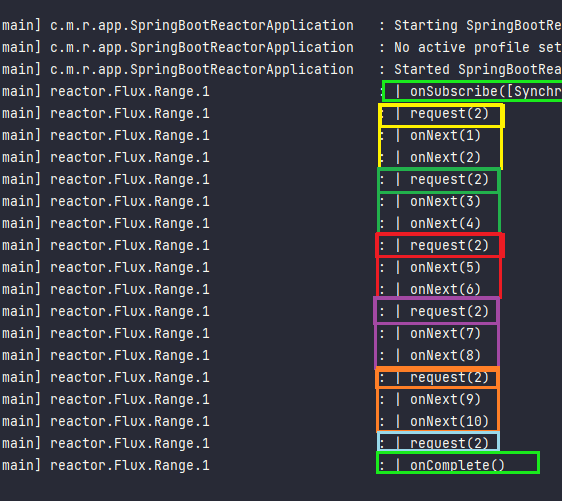 main] c.m.r.app.SpringBootReactorApplication : Starting SpringBootRe
main] c.m.r.app.SpringBootReactorApplication : No active profile set
main] c.m.r.app.SpringBootReactorApplication : Started SpringBootRea
main] reactor.Flux.Range.1 : | onSubscribe([Synchr
main] reactor.Flux.Range.1 : | request(2)
main] reactor.Flux.Range.1 : | onNext(1)
main] reactor.Flux.Range.1 : | onNext(2)
main] reactor.Flux.Range.1 : | request(2)
main] reactor.Flux.Range.1 : | onNext(3)
main] reactor.Flux.Range.1 : | onNext(4)
main] reactor.Flux.Range.1 : | request(2)
main] reactor.Flux.Range.1 : | onNext(5)
main] reactor.Flux.Range.1 : | onNext(6)
main] reactor.Flux.Range.1 : | request(2)
main] reactor.Flux.Range.1 : | onNext(7)
main] reactor.Flux.Range.1 : | onNext(8)
main] reactor.Flux.Range.1 : | request(2)
main] reactor.Flux.Range.1 : | onNext(9)
main] reactor.Flux.Range.1 : | onNext(10)
main] reactor.Flux.Range.1 : | request(2)
main] reactor.Flux.Range.1 : | onComplete()